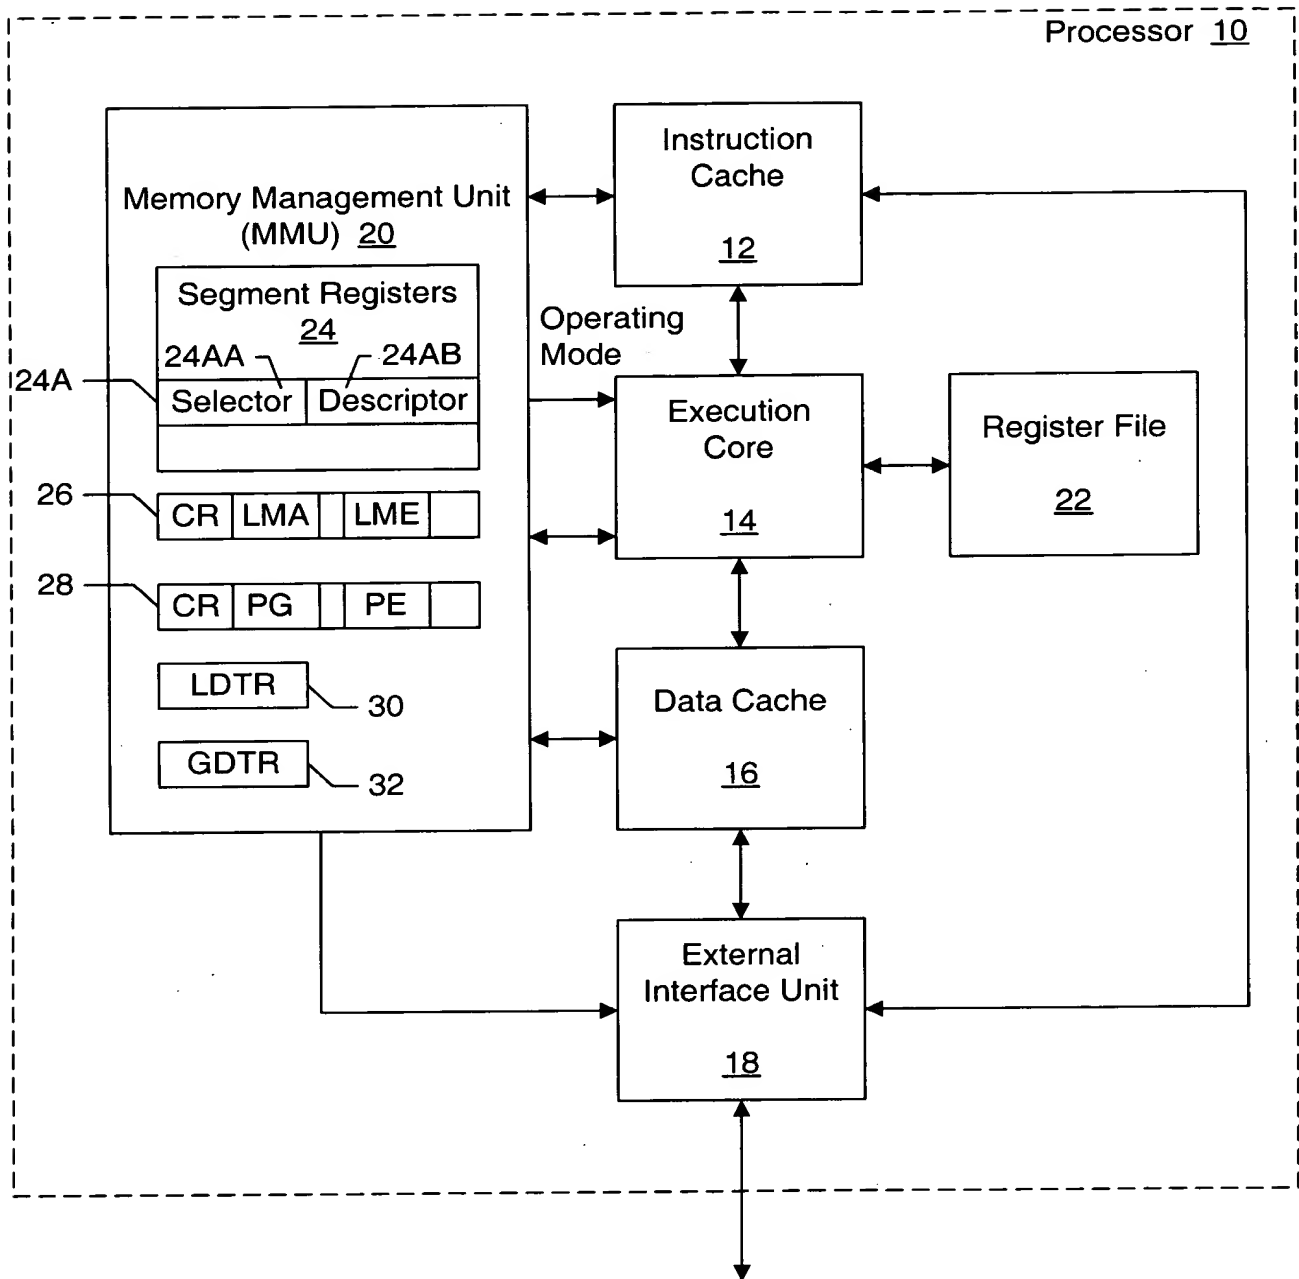 Processor 10
Instruction
Cache
12
Memory Management Unit
(MMU) 20
Segment Registers
24
24AA
24AB
24A
Selector
Descriptor
Operating
Mode
Execution
Core
14
Register File
22
26
CR
LMA
LME
28
CR
PG
PE
LDTR
30
GDTR
32
Data Cache
16
External
Interface Unit
18